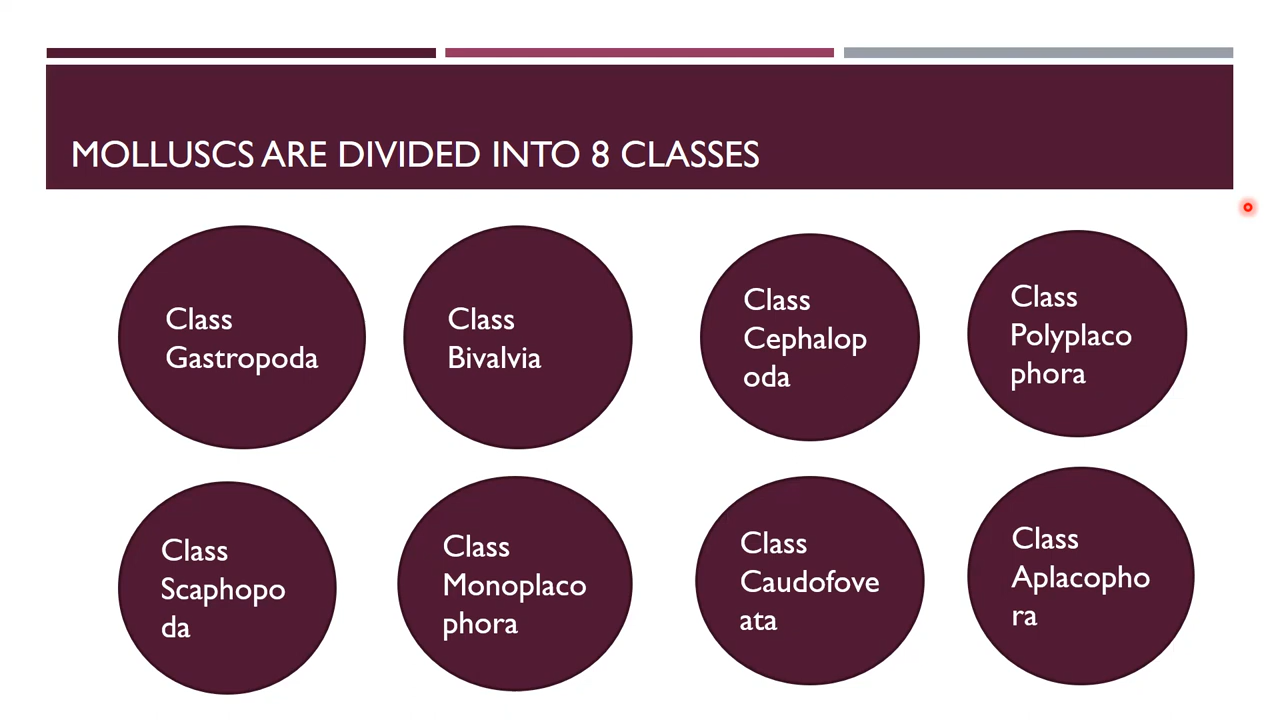 MOLLUSCS ARE DIVIDED INTO 8 CLASSES
Class
Gastropoda
Class
Bivalvia
Class
Cephalop
oda
Class
Polyplaco
phora
Class
Scaphopo
da
Class
Monoplaco
phora
Class
Caudofove
ata
Class
Aplacopho
ra